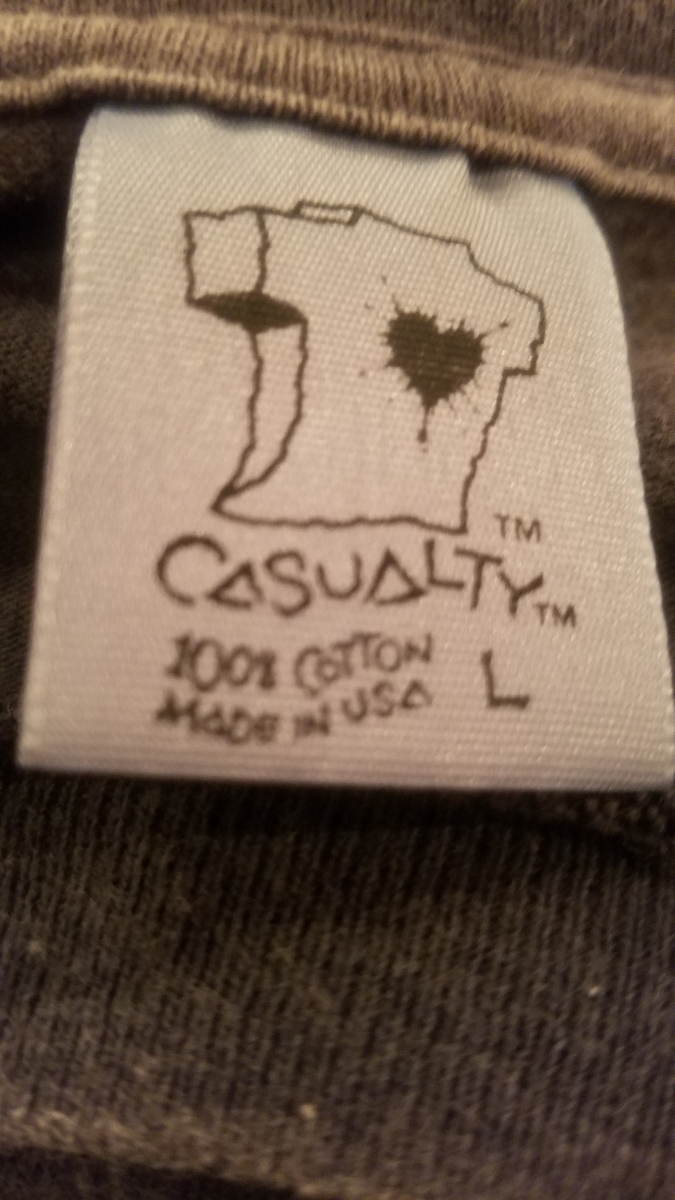 TM
CASUALTY TM
100% COTTON L
MADE IN USA